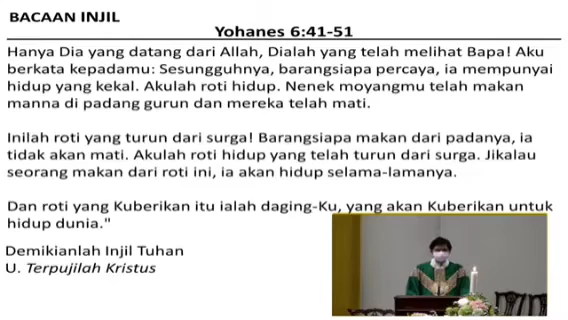 BACAAN INJIL
Yohanes 6:41-51
Hanya Dia yang datang dari Allah, Dialah yang telah melihat Bapa! Aku
berkata kepadamu: Sesungguhnya, barangsiapa percaya, ia mempunyai
hidup yang kekal. Akulah roti hidup. Nenek moyangmu telah makan
manna di padang gurun dan mereka telah mati.
Inilah roti yang turun dari surga! Barangsiapa makan dari padanya, ia
tidak akan mati. Akulah roti hidup yang telah turun dari surga. Jikalau
seorang makan dari roti ini, ia akan hidup selama-lamanya.
Dan roti yang Kuberikan itu ialah daging-Ku, yang akan Kuberikan untuk
hidup dunia."
Demikianlah Injil Tuhan
U. Terpujilah Kristus